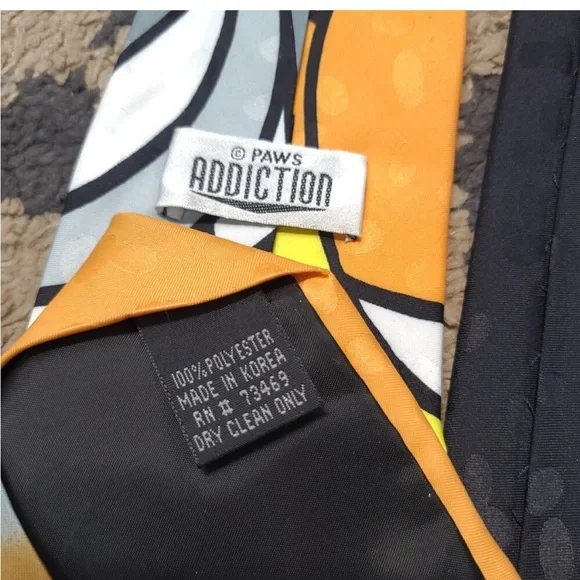 © PAWS
ADDICTION
100% POLYESTER
MADE IN KOREA
RN # 73469
DRY CLEAN ONLY